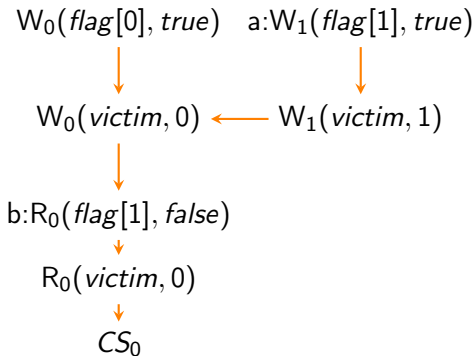 W₀(flag[0], true) a:W₁(flag[1], true)
W₀(victim, 0) W₁(victim, 1)
b:R₀(flag[1], false)
R₀(victim, 0)
CS₀